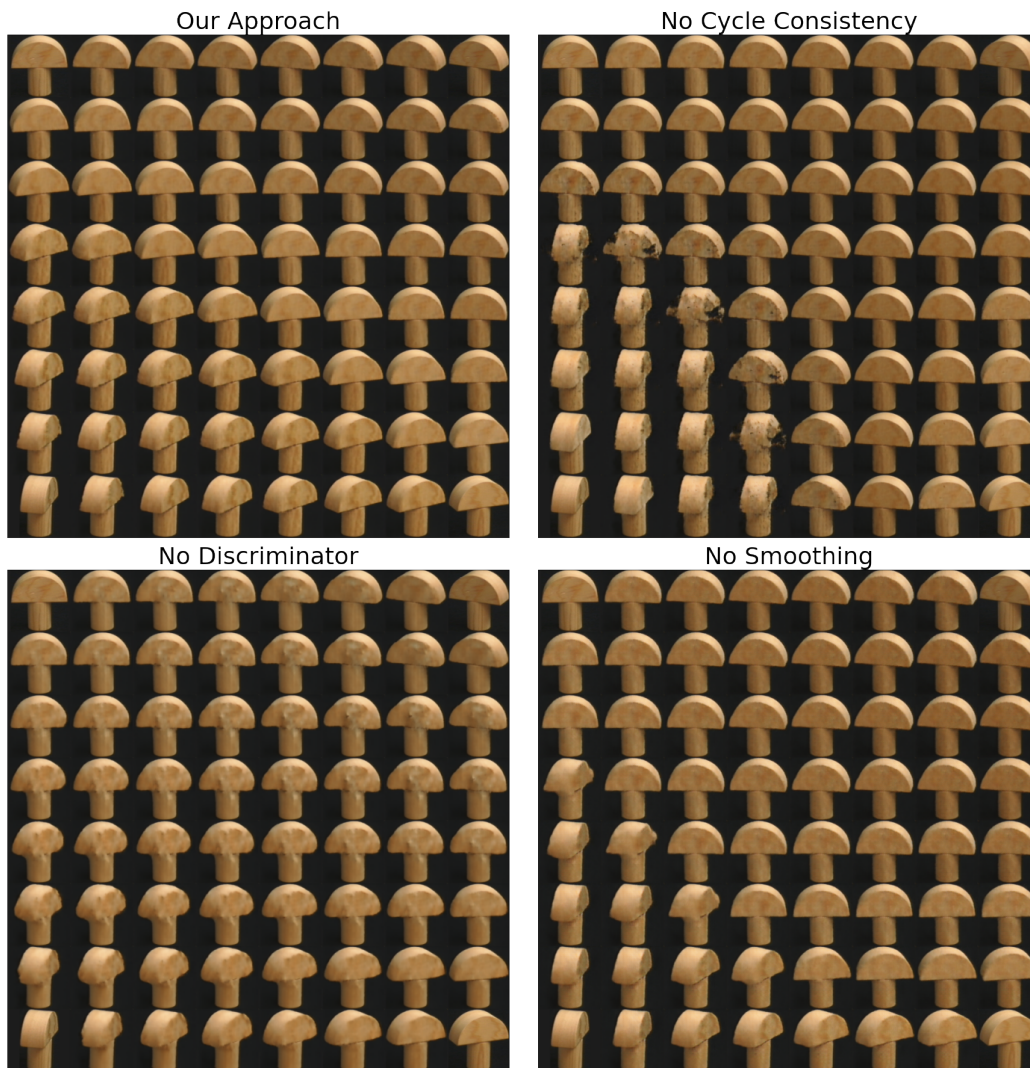 Our Approach
No Cycle Consistency
No Discriminator
No Smoothing